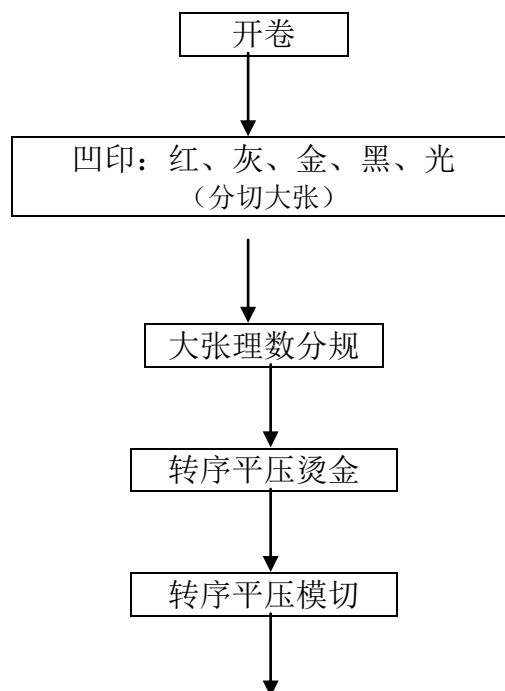 开卷
凹印：红、灰、金、黑、光
（分切大张）
大张理数分规
转序平压烫金
转序平压模切